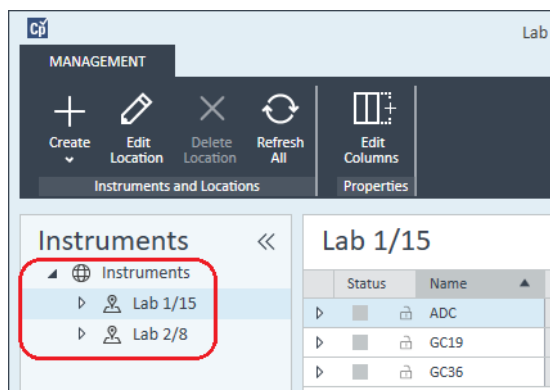 Cp
Lab
MANAGEMENT
Create
Edit
Location
Delete
Location
Refresh
All
Edit
Columns
Instruments and Locations
Properties
Instruments
Lab 1/15
Instruments
Lab 1/15
Lab 2/8
Status
Name
ADC
GC19
GC36